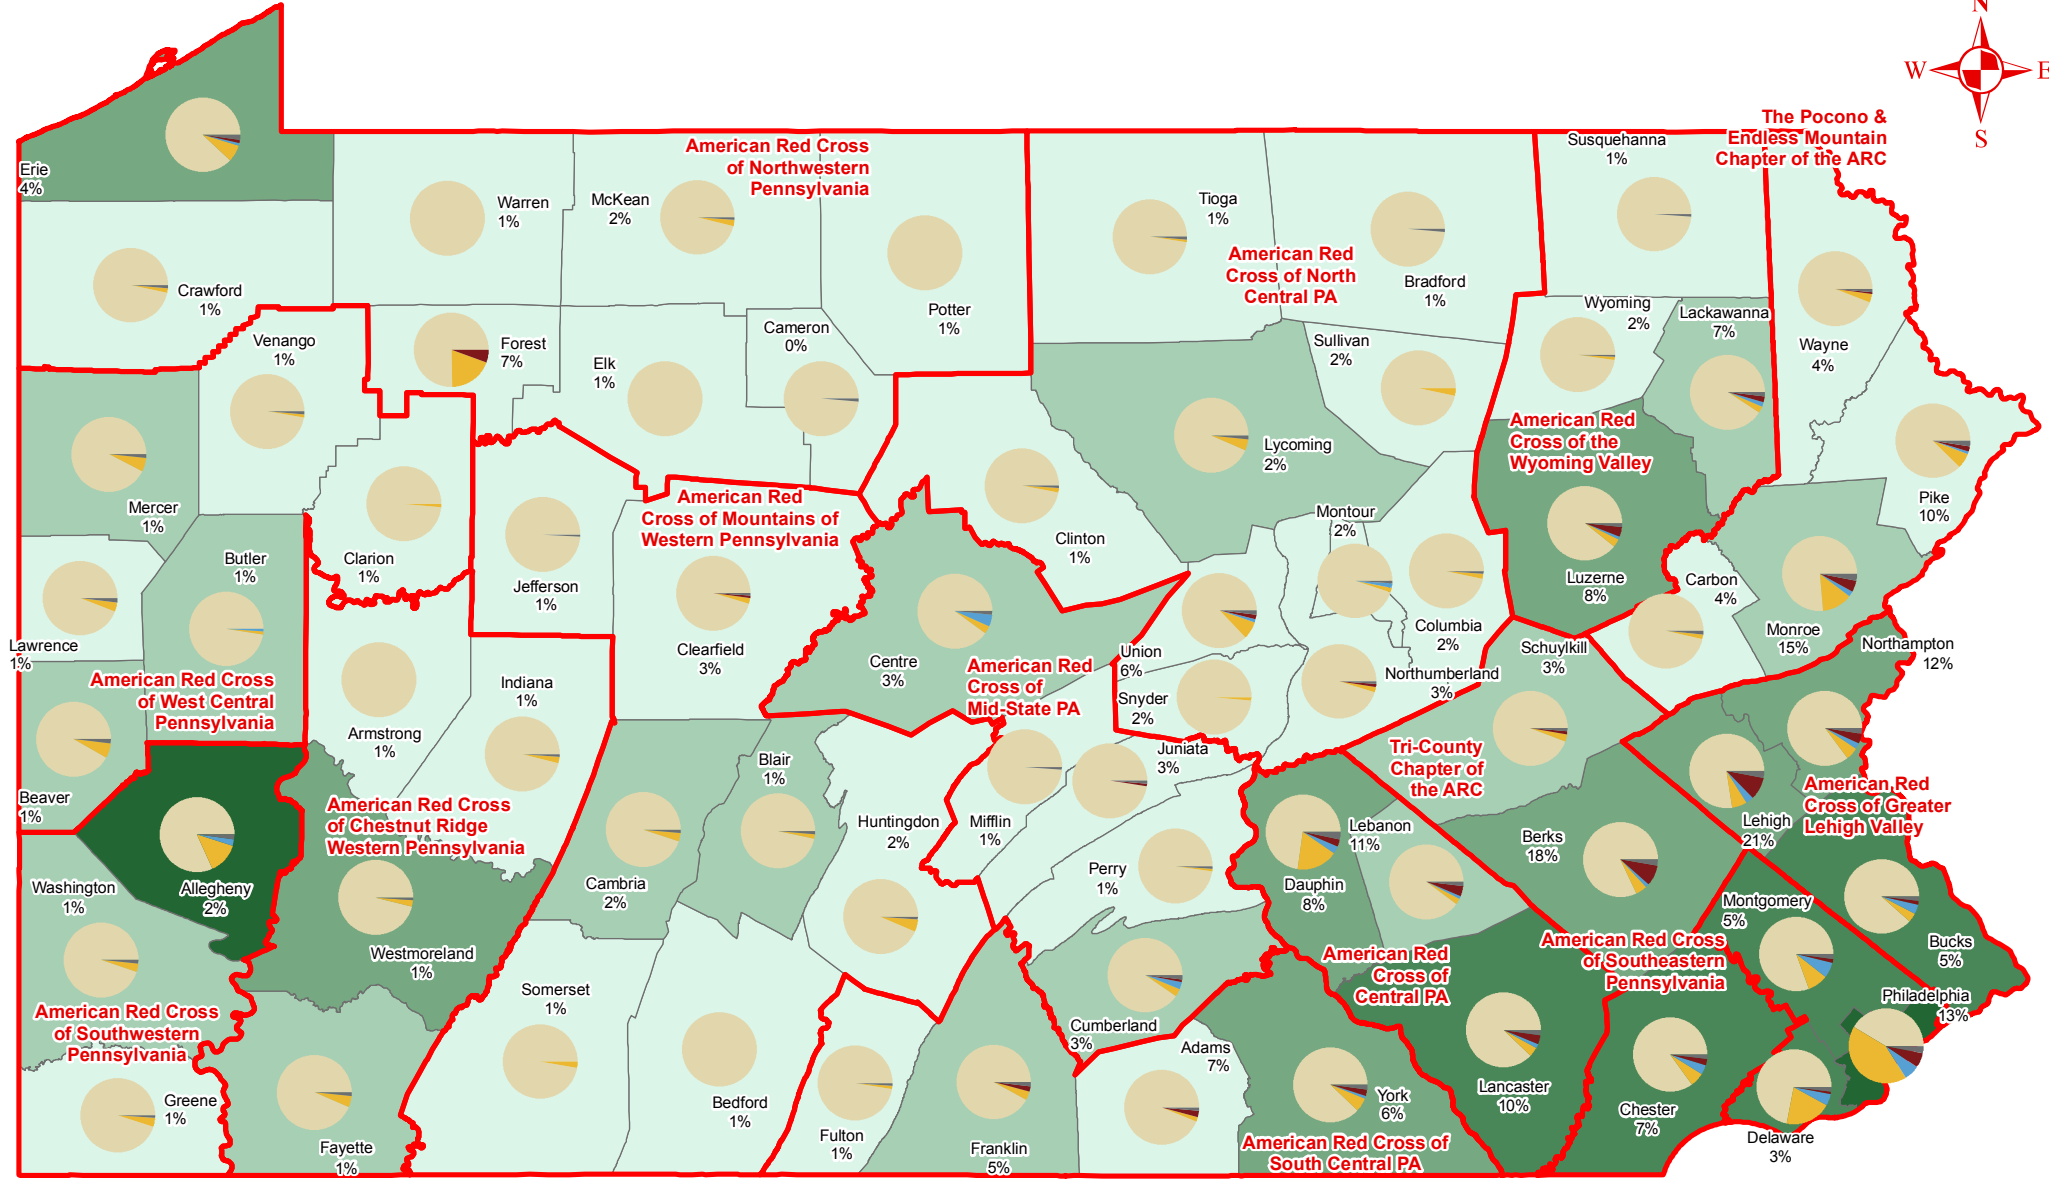 N
W
E
S
The Pocono &
Endless Mountain
Chapter of the ARC
American Red Cross
of Northwestern
Pennsylvania
Susquehanna
1%
Erie
4%
Warren
1%
McKean
2%
Tioga
1%
American Red
Cross of North
Central PA
Bradford
1%
Crawford
1%
Potter
1%
Wyoming
2%
Lackawanna
7%
Wayne
4%
Venango
1%
Forest
7%
Elk
1%
Cameron
0%
Sullivan
2%
American Red
Cross of the
Wyoming Valley
Lycoming
2%
Mercer
1%
American Red
Cross of Mountains of
Western Pennsylvania
Pike
10%
Montour
2%
Clinton
1%
Butler
1%
Clarion
1%
Jefferson
1%
Luzerne
8%
Carbon
4%
Lawrence
1%
Clearfield
3%
Centre
3%
American Red
Cross of
Mid-State PA
Union
6%
Columbia
2%
Schuylkill
3%
Monroe
15%
Northampton
12%
American Red Cross
of West Central
Pennsylvania
Indiana
1%
Snyder
2%
Northumberland
3%
Armstrong
1%
Juniata
3%
Tri-County
Chapter of
the ARC
Blair
1%
Beaver
1%
American Red Cross
of Chestnut Ridge
Western Pennsylvania
Huntingdon
2%
Mifflin
1%
Lebanon
11%
Berks
18%
Lehigh
21%
American Red
Cross of Greater
Lehigh Valley
Washington
1%
Allegheny
2%
Cambria
2%
Perry
1%
Dauphin
8%
Montgomery
5%
Westmoreland
1%
American Red
Cross of
Central PA
American Red Cross
of Southeastern
Pennsylvania
Bucks
5%
Somerset
1%
Philadelphia
13%
American Red Cross
of Southwestern
Pennsylvania
Cumberland
3%
Adams
7%
Greene
1%
Bedford
1%
York
6%
Lancaster
10%
Chester
7%
Fayette
1%
Fulton
1%
Franklin
5%
American Red Cross of
South Central PA
Delaware
3%